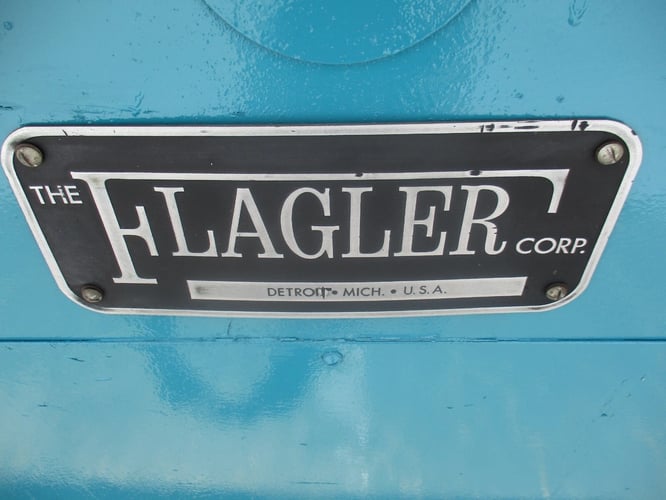 THE FLAGLER CORP.
DETROIT • MICH. • U.S.A.